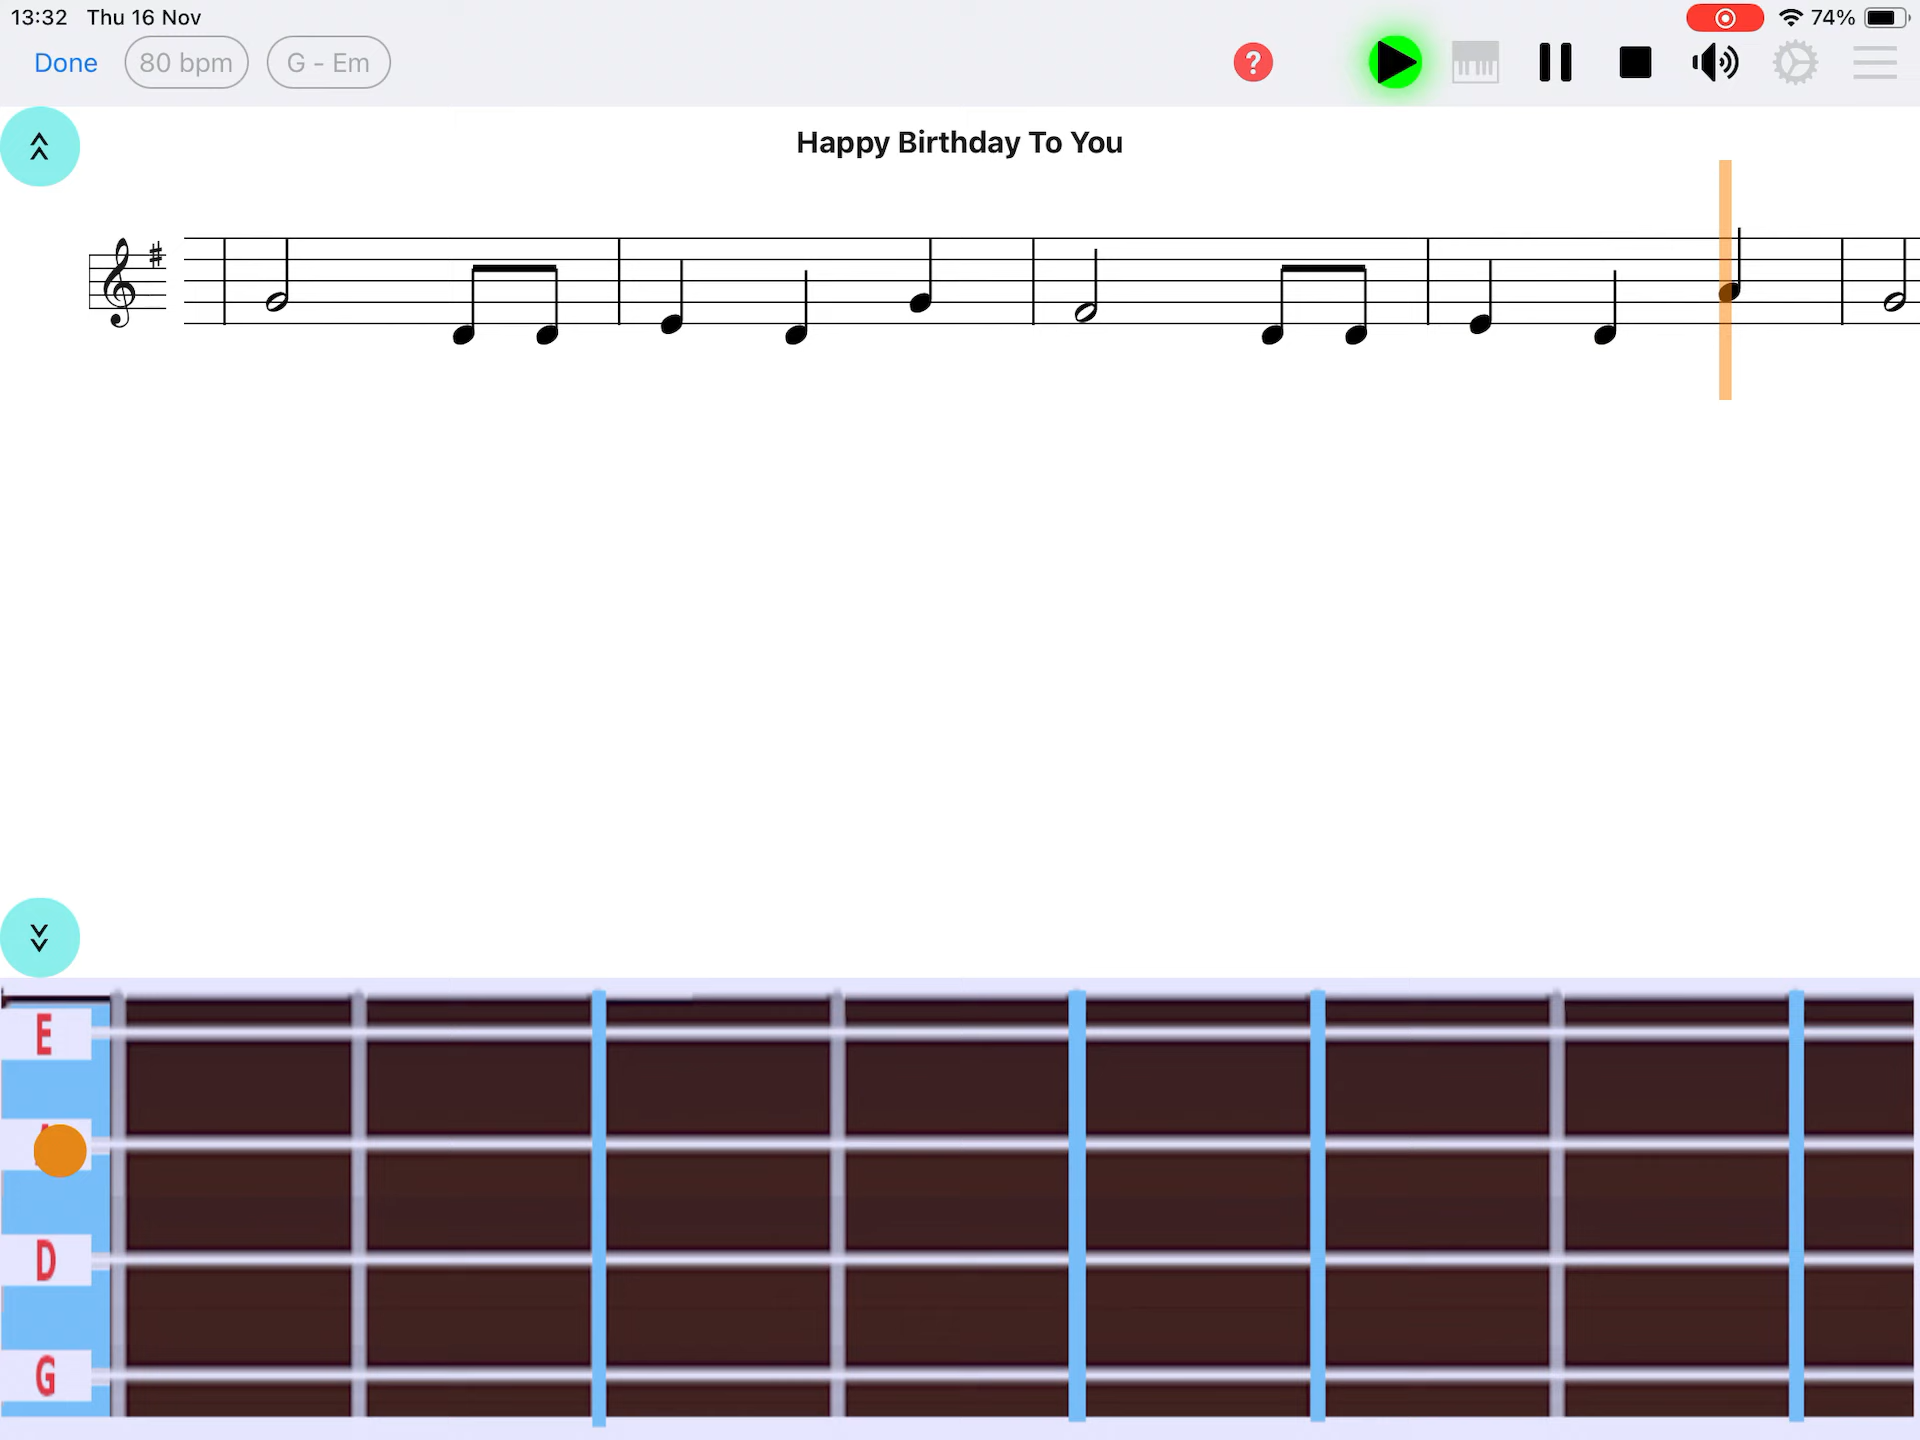 13:32 Thu 16 Nov 74%
Done 80 bpm G - Em ?
Happy Birthday To You
E
D
G